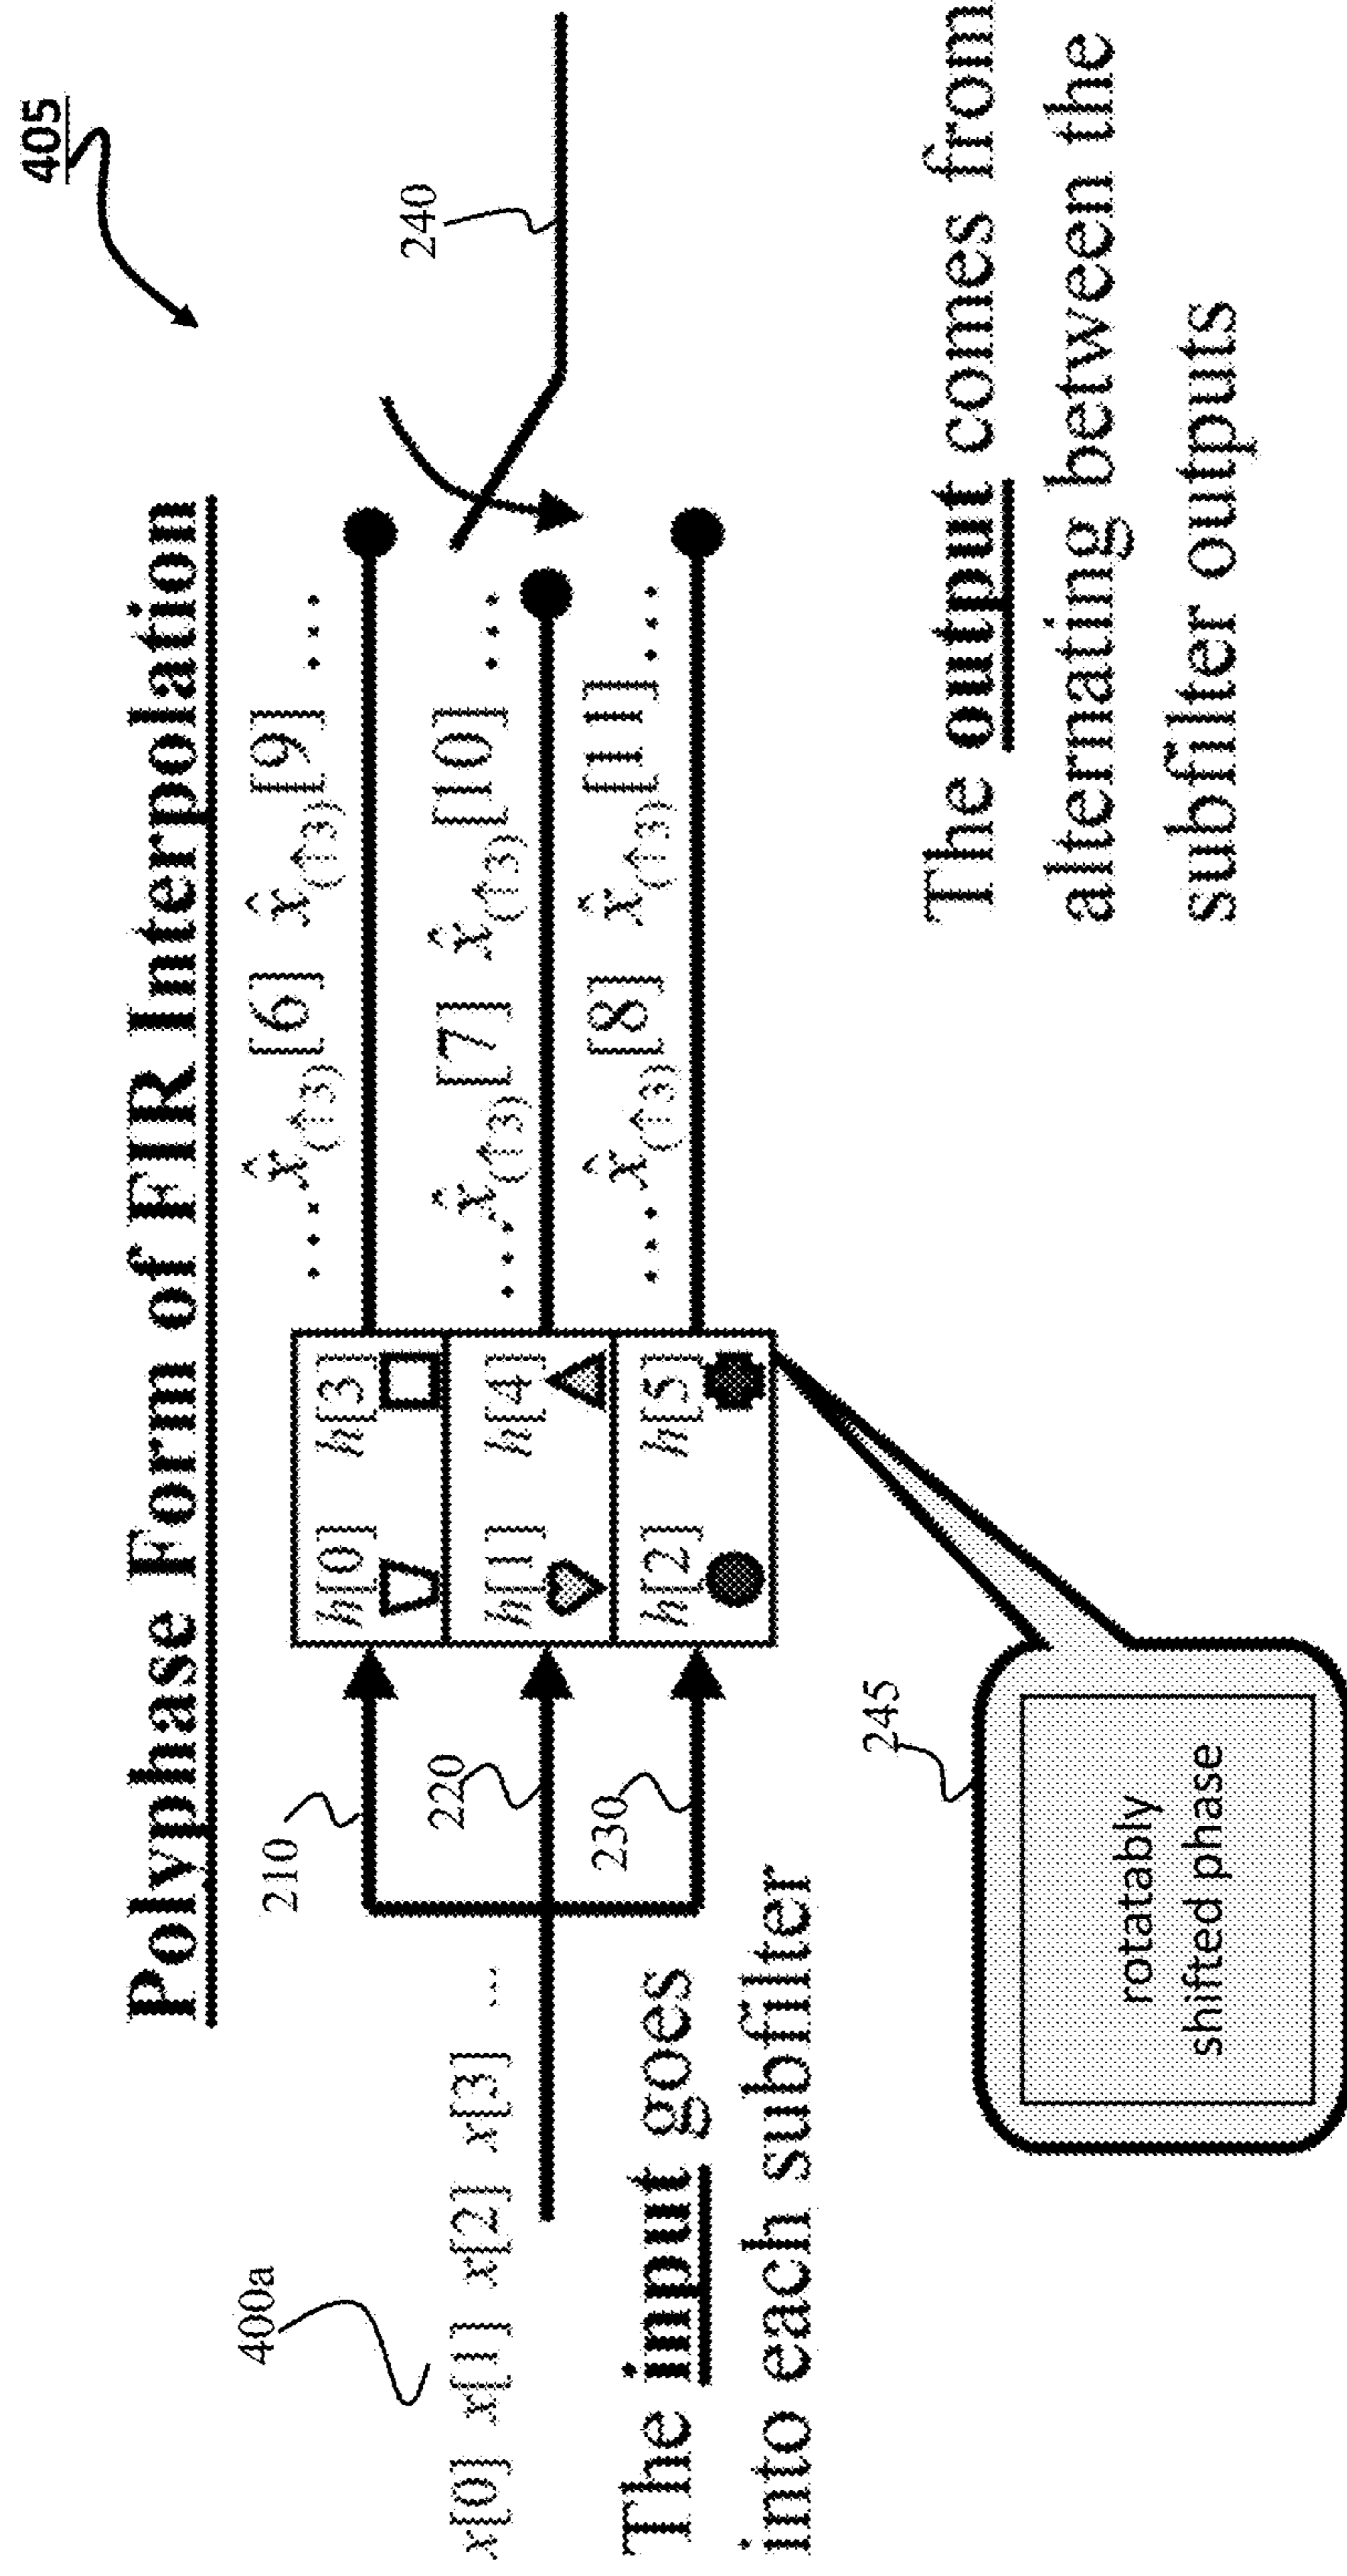 405
Polyphase Form of FIR Interpolation
240
... x̂(↑3)[6] x̂(↑3)[9] ...
400a
210
h[0] h[3]
x[0] x[1] x[2] x[3] ...
220
h[1] h[4]
... x̂(↑3)[7] x̂(↑3)[10] ...
230
h[2] h[5]
... x̂(↑3)[8] x̂(↑3)[11] ...
The input goes
into each subfilter
245
rotatably
shifted phase
The output comes from
alternating between the
subfilter outputs